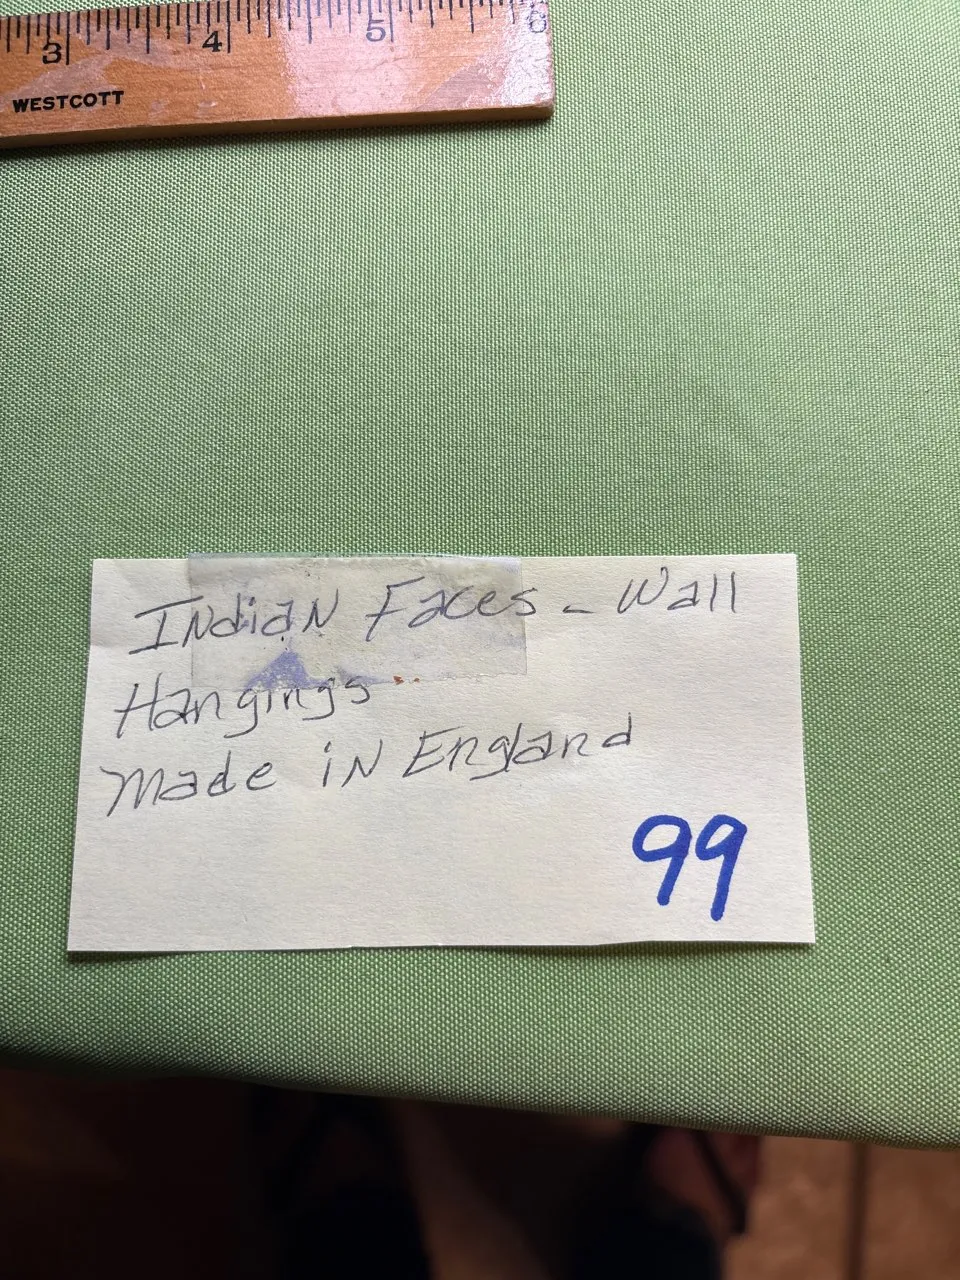 3 4 5 6
WESTCOTT
INdiAN Faces - Wall
Hangings
Made iN England
99